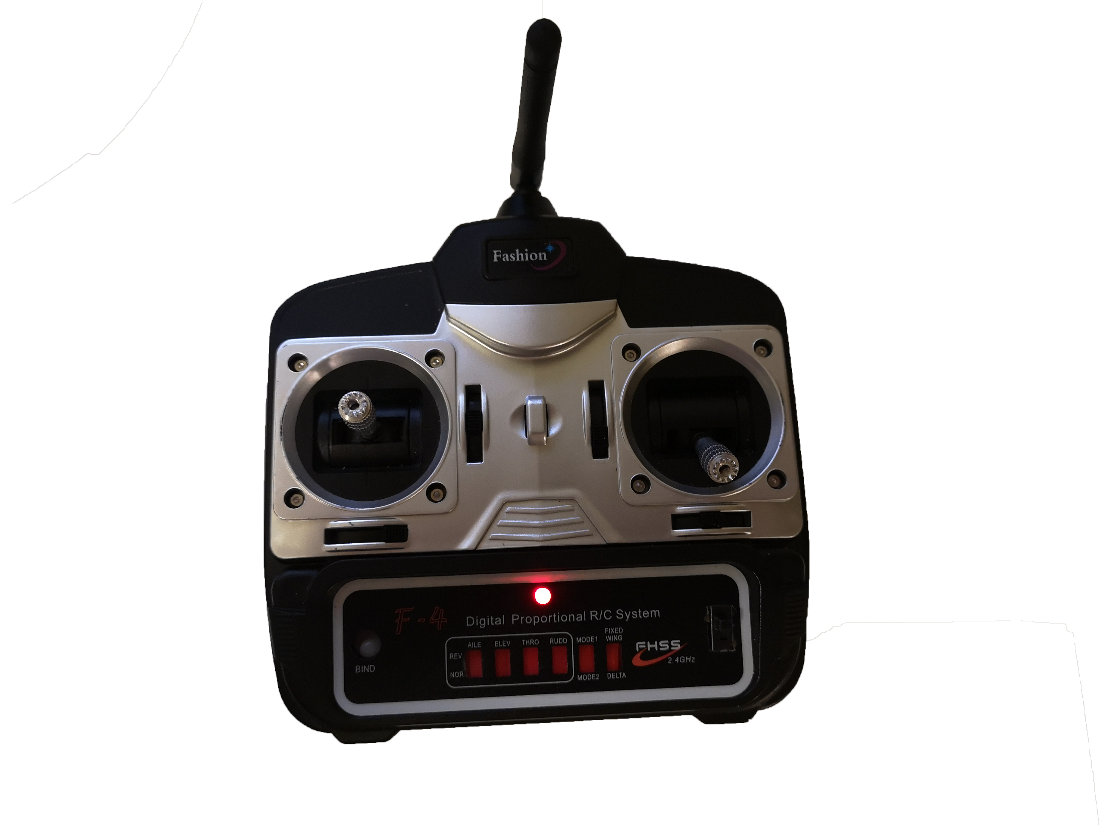 Fashion
F-4 Digital Proportional R/C System
AILE ELEV THRO RUDD MODE1 FIXED WING
REV
NOR
MODE2 DELTA
BIND
FHSS
2.4GHz